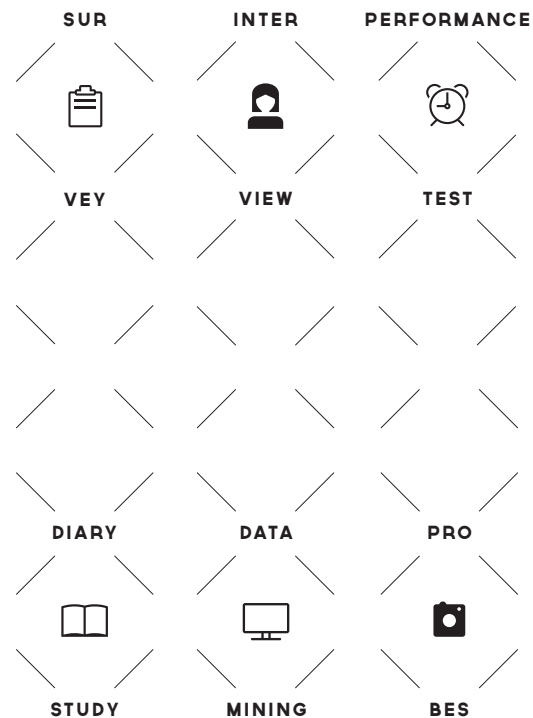 SUR
INTER
PERFORMANCE
VEY
VIEW
TEST
DIARY
DATA
PRO
STUDY
MINING
BES